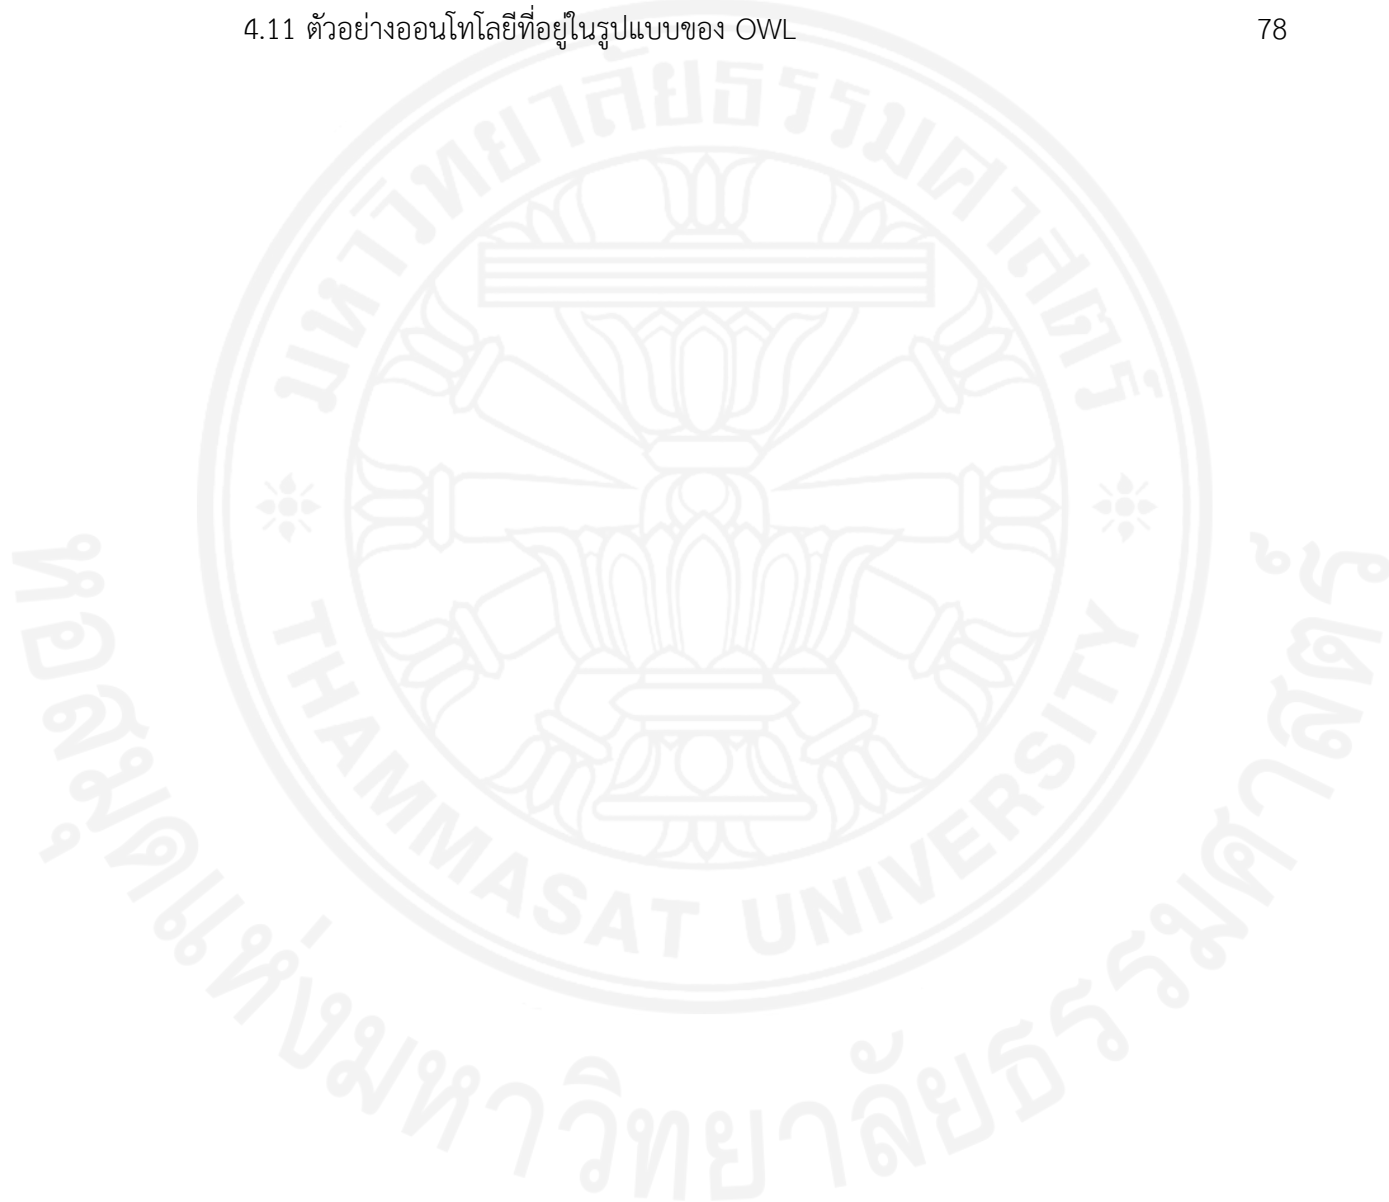 4.11 ตัวอย่างออนโทโลยีที่อยู่ในรูปแบบของ OWL 78
มหาวิทยาลัยธรรมศาสตร์
THAMMASAT UNIVERSITY
หอสมุดแห่งมหาวิทยาลัยธรรมศาสตร์